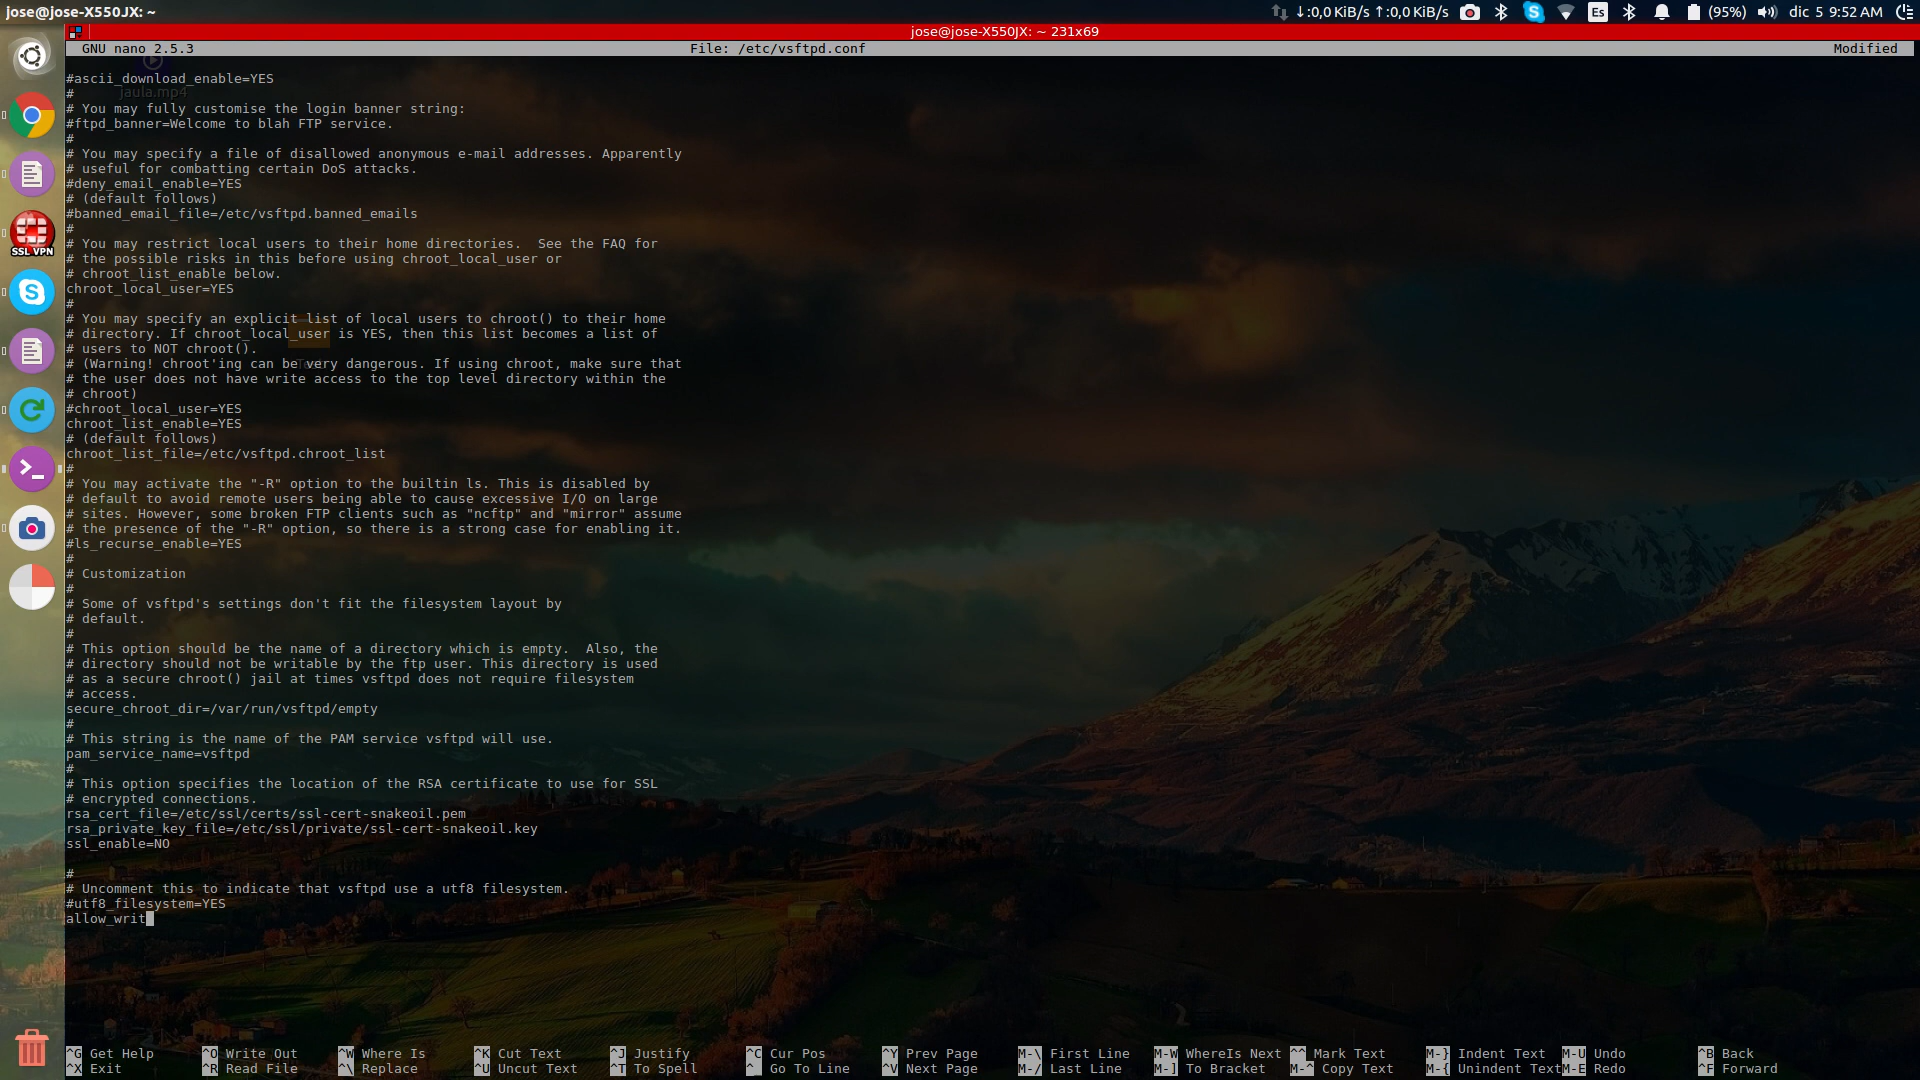 jose@jose-X550JX: ~
↓:0,0 KiB/s ↑:0,0 KiB/s Es (95%) dic 5 9:52 AM
jose@jose-X550JX: ~ 231x69
GNU nano 2.5.3 File: /etc/vsftpd.conf Modified
#ascii_download_enable=YES
#
jaula.mp4
# You may fully customise the login banner string:
#ftpd_banner=Welcome to blah FTP service.
#
# You may specify a file of disallowed anonymous e-mail addresses. Apparently
# useful for combatting certain DoS attacks.
#deny_email_enable=YES
# (default follows)
#banned_email_file=/etc/vsftpd.banned_emails
#
# You may restrict local users to their home directories.  See the FAQ for
# the possible risks in this before using chroot_local_user or
# chroot_list_enable below.
chroot_local_user=YES
#
# You may specify an explicit list of local users to chroot() to their home
# directory. If chroot_local_user is YES, then this list becomes a list of
# users to NOT chroot().
# (Warning! chroot'ing can be very dangerous. If using chroot, make sure that
# the user does not have write access to the top level directory within the
# chroot)
#chroot_local_user=YES
chroot_list_enable=YES
# (default follows)
chroot_list_file=/etc/vsftpd.chroot_list
#
# You may activate the "-R" option to the builtin ls. This is disabled by
# default to avoid remote users being able to cause excessive I/O on large
# sites. However, some broken FTP clients such as "ncftp" and "mirror" assume
# the presence of the "-R" option, so there is a strong case for enabling it.
#ls_recurse_enable=YES
#
# Customization
#
# Some of vsftpd's settings don't fit the filesystem layout by
# default.
#
# This option should be the name of a directory which is empty.  Also, the
# directory should not be writable by the ftp user. This directory is used
# as a secure chroot() jail at times vsftpd does not require filesystem
# access.
secure_chroot_dir=/var/run/vsftpd/empty
#
# This string is the name of the PAM service vsftpd will use.
pam_service_name=vsftpd
#
# This option specifies the location of the RSA certificate to use for SSL
# encrypted connections.
rsa_cert_file=/etc/ssl/certs/ssl-cert-snakeoil.pem
rsa_private_key_file=/etc/ssl/private/ssl-cert-snakeoil.key
ssl_enable=NO
#
# Uncomment this to indicate that vsftpd use a utf8 filesystem.
#utf8_filesystem=YES
allow_writ
SSL VPN
^G Get Help ^O Write Out ^W Where Is ^K Cut Text ^J Justify ^C Cur Pos ^Y Prev Page M-\ First Line M-W WhereIs Next ^^ Mark Text M-} Indent Text M-U Undo ^B Back
^X Exit ^R Read File ^\ Replace ^U Uncut Text ^T To Spell ^_ Go To Line ^V Next Page M-/ Last Line M-] To Bracket M-^ Copy Text M-{ Unindent Text M-E Redo ^F Forward